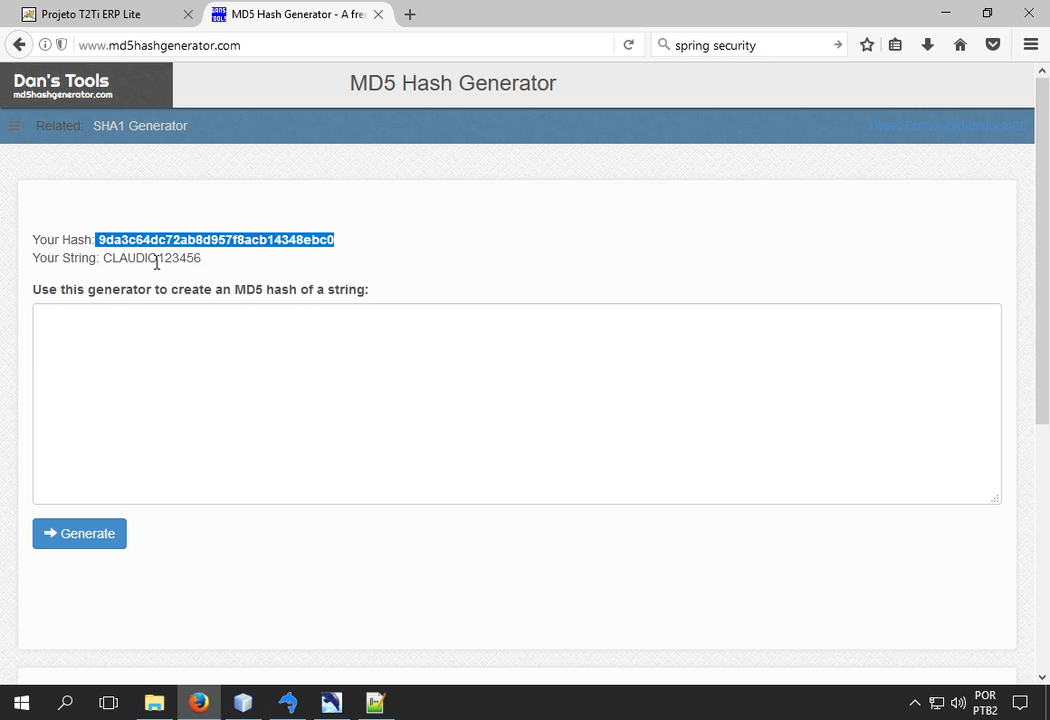 Projeto T2Ti ERP Lite
MD5 Hash Generator - A fre
www.md5hashgenerator.com
spring security
Dan's Tools
md5hashgenerator.com
MD5 Hash Generator
Related: SHA1 Generator
Your Hash: 9da3c64dc72ab8d957f8acb14348ebc0
Your String: CLAUDIO123456
Use this generator to create an MD5 hash of a string:
Generate
POR
PTB2